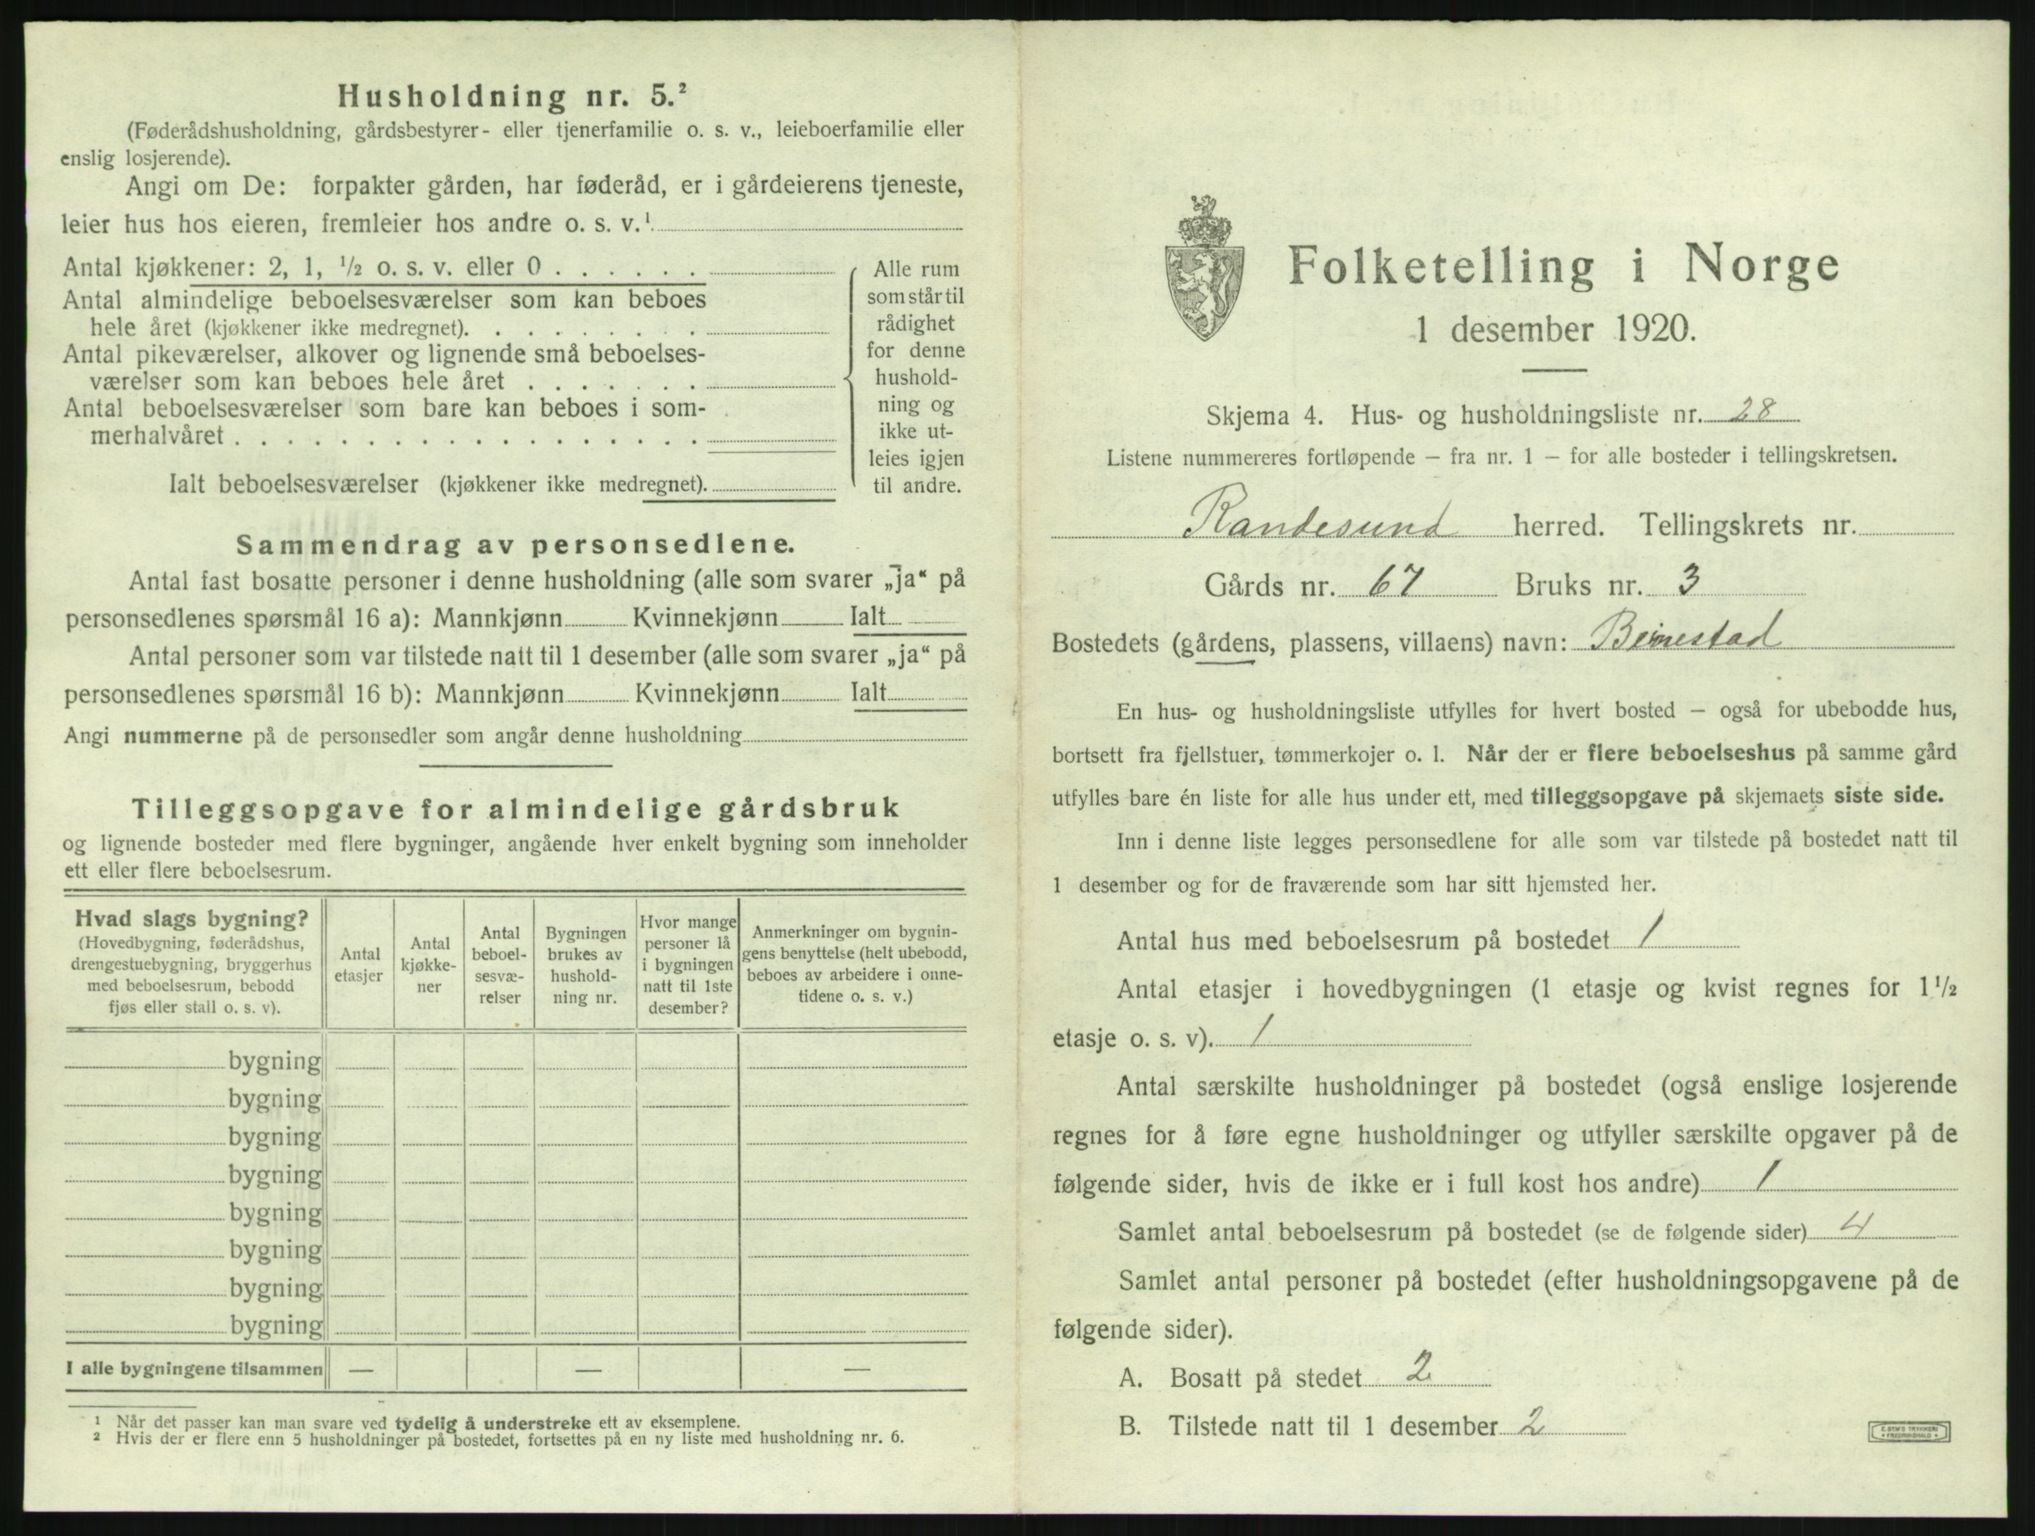 Husholdning nr. 5.²
(Føderådshusholdning, gårdsbestyrer- eller tjenerfamilie o. s. v., leieboerfamilie eller
enslig losjerende).
Angi om De: forpakter gården, har føderåd, er i gårdeierens tjeneste,
leier hus hos eieren, fremleier hos andre o. s. v.¹
Antal kjøkkener: 2, 1, ½ o. s. v. eller 0 . . . . . .
Antal almindelige beboelsesværelser som kan beboes
hele året (kjøkkener ikke medregnet). . . . . . . . .
Antal pikeværelser, alkover og lignende små beboelses-
værelser som kan beboes hele året . . . . . . .
Antal beboelsesværelser som bare kan beboes i som-
merhalvåret . . . . . . . . . . . . . . . . . .
Ialt beboelsesværelser (kjøkkener ikke medregnet).
Alle rum
som står til
rådighet
for denne
hushold-
ning og
ikke ut-
leies igjen
til andre.
Sammendrag av personsedlene.
Antal fast bosatte personer i denne husholdning (alle som svarer „ja“ på
personsedlenes spørsmål 16 a): Mannkjønn Kvinnekjønn Ialt
Antal personer som var tilstede natt til 1 desember (alle som svarer „ja“ på
personsedlenes spørsmål 16 b): Mannkjønn Kvinnekjønn Ialt
Angi nummerne på de personsedler som angår denne husholdning
Tilleggsopgave for almindelige gårdsbruk
og lignende bosteder med flere bygninger, angående hver enkelt bygning som inneholder
ett eller flere beboelsesrum.
Hvad slags bygning?
(Hovedbygning, føderådshus,
drengestuebygning, bryggerhus
med beboelsesrum, bebodd
fjøs eller stall o. s. v).
Antal
etasjer
Antal
kjøkke-
ner
Antal
beboel-
sesvæ-
relser
Bygningen
brukes av
hushold-
ning nr.
Hvor mange
personer lå
i bygningen
natt til 1ste
desember?
Anmerkninger om bygnin-
gens benyttelse (helt ubebodd,
beboes av arbeidere i onne-
tidene o. s. v.)
bygning
bygning
bygning
bygning
bygning
bygning
bygning
bygning
I alle bygningene tilsammen — — —
¹ Når det passer kan man svare ved tydelig å understreke ett av eksemplene.
² Hvis der er flere enn 5 husholdninger på bostedet, fortsettes på en ny liste med husholdning nr. 6.
Folketelling i Norge
1 desember 1920.
Skjema 4. Hus- og husholdningsliste nr. 28
Listene nummereres fortløpende — fra nr. 1 — for alle bosteder i tellingskretsen.
Randesund herred. Tellingskrets nr.
Gårds nr. 67 Bruks nr. 3
Bostedets (gårdens, plassens, villaens) navn:
En hus- og husholdningsliste utfylles for hvert bosted — også for ubebodde hus,
bortsett fra fjellstuer, tømmerkojer o. l. Når der er flere beboelseshus på samme gård
utfylles bare én liste for alle hus under ett, med tilleggsopgave på skjemaets siste side.
Inn i denne liste legges personsedlene for alle som var tilstede på bostedet natt til
1 desember og for de fraværende som har sitt hjemsted her.
Antal hus med beboelsesrum på bostedet 1
Antal etasjer i hovedbygningen (1 etasje og kvist regnes for 1½
etasje o. s. v). 1
Antal særskilte husholdninger på bostedet (også enslige losjerende
regnes for å føre egne husholdninger og utfyller særskilte opgaver på de
følgende sider, hvis de ikke er i full kost hos andre) 1
Samlet antal beboelsesrum på bostedet (se de følgende sider) 4
Samlet antal personer på bostedet (efter husholdningsopgavene på de
følgende sider).
A. Bosatt på stedet 2
B. Tilstede natt til 1 desember 2